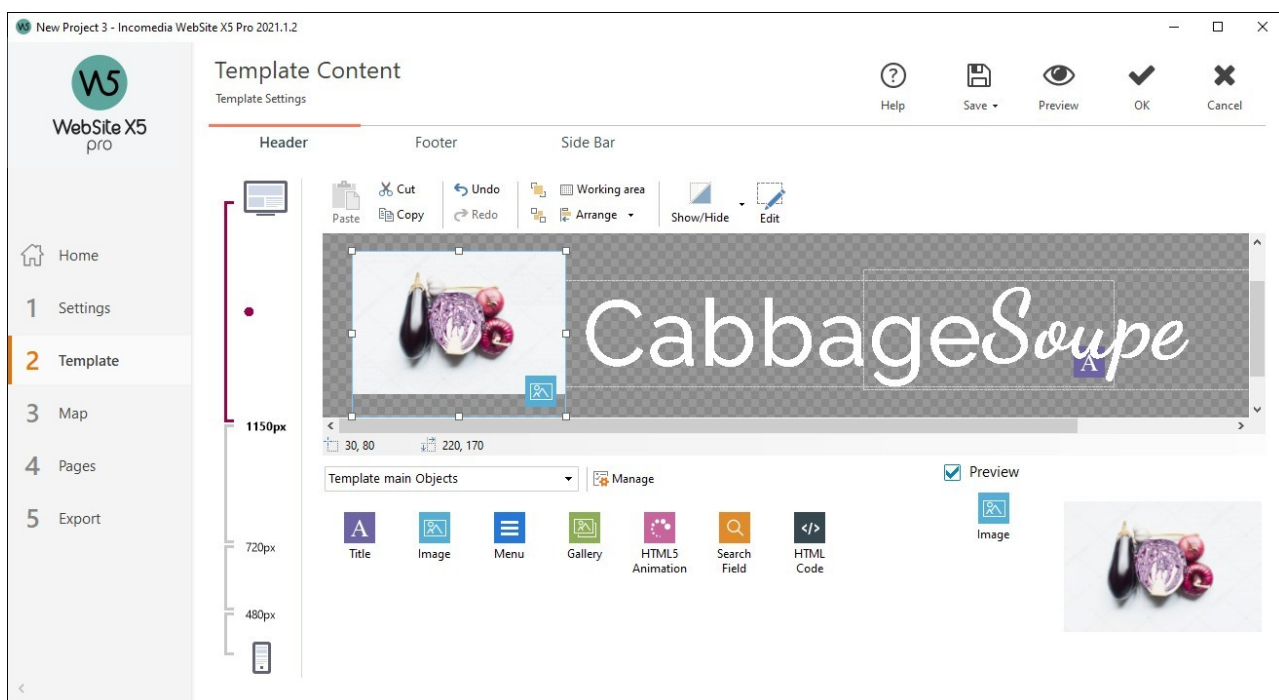 New Project 3 - Incomedia WebSite X5 Pro 2021.1.2
W5
WebSite X5
pro
Home
1 Settings
2 Template
3 Map
4 Pages
5 Export
Template Content
Template Settings
Help
Save
Preview
OK
Cancel
Header
Footer
Side Bar
1150px
720px
480px
Paste
Cut
Copy
Undo
Redo
Working area
Arrange
Show/Hide
Edit
CabbageSoupe
A
30, 80
220, 170
Template main Objects
Manage
Preview
A
Title
Image
Menu
Gallery
HTML5
Animation
Search
Field
</>
HTML
Code
Image